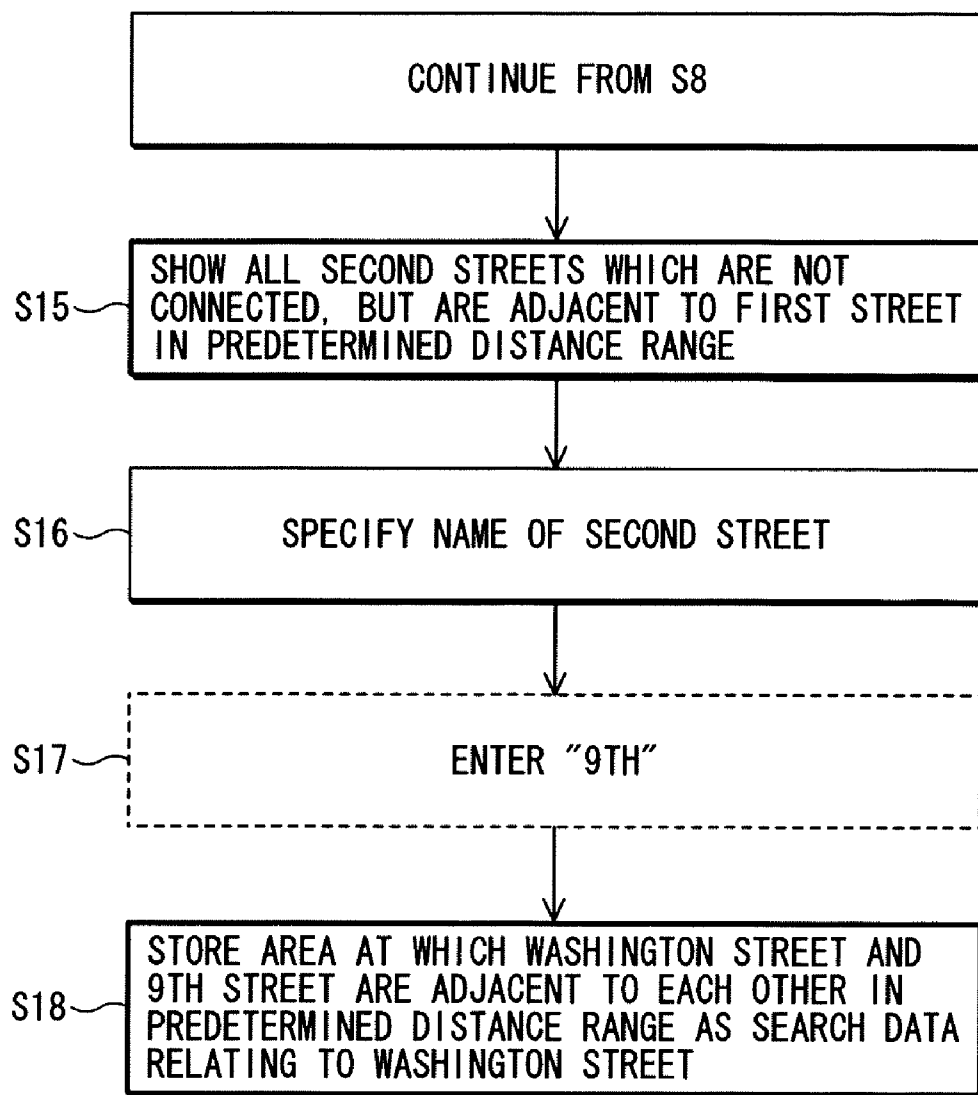 CONTINUE FROM S8
S15
SHOW ALL SECOND STREETS WHICH ARE NOT
CONNECTED, BUT ARE ADJACENT TO FIRST STREET
IN PREDETERMINED DISTANCE RANGE
S16
SPECIFY NAME OF SECOND STREET
S17
ENTER "9TH"
S18
STORE AREA AT WHICH WASHINGTON STREET AND
9TH STREET ARE ADJACENT TO EACH OTHER IN
PREDETERMINED DISTANCE RANGE AS SEARCH DATA
RELATING TO WASHINGTON STREET